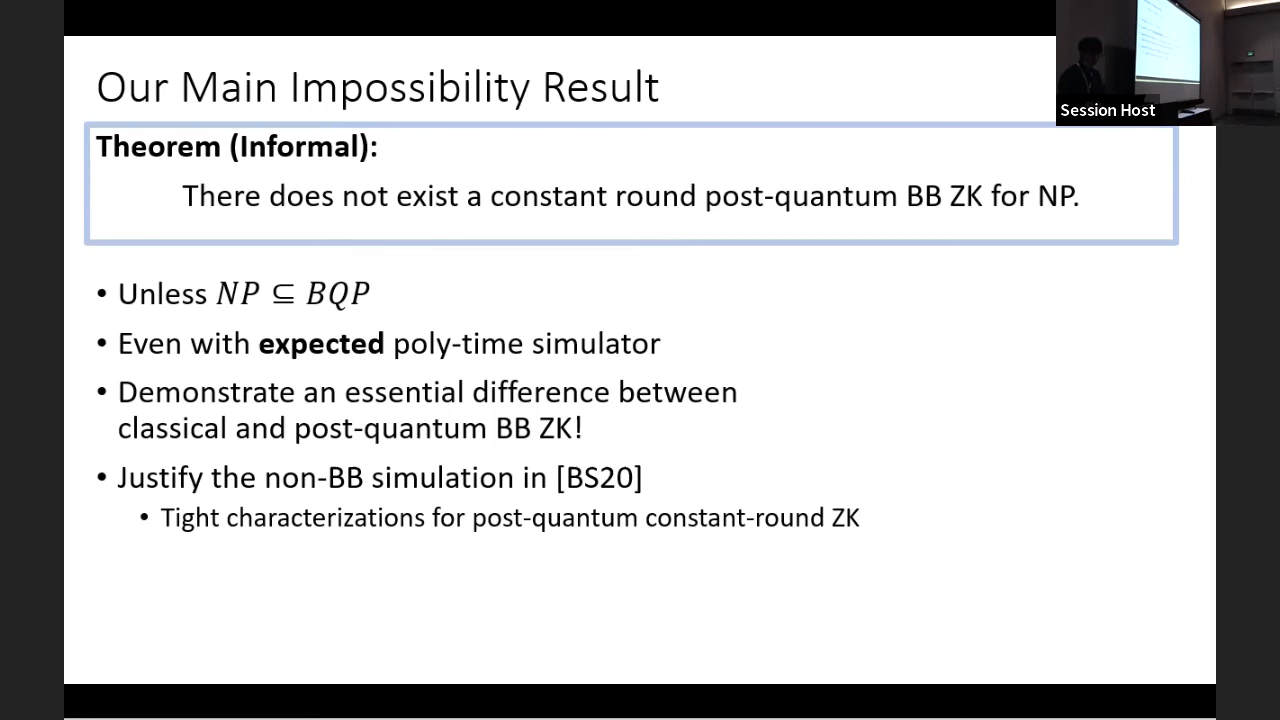 Our Main Impossibility Result
Session Host
Theorem (Informal):
There does not exist a constant round post-quantum BB ZK for NP.
• Unless NP ⊆ BQP
• Even with expected poly-time simulator
• Demonstrate an essential difference between
classical and post-quantum BB ZK!
• Justify the non-BB simulation in [BS20]
• Tight characterizations for post-quantum constant-round ZK